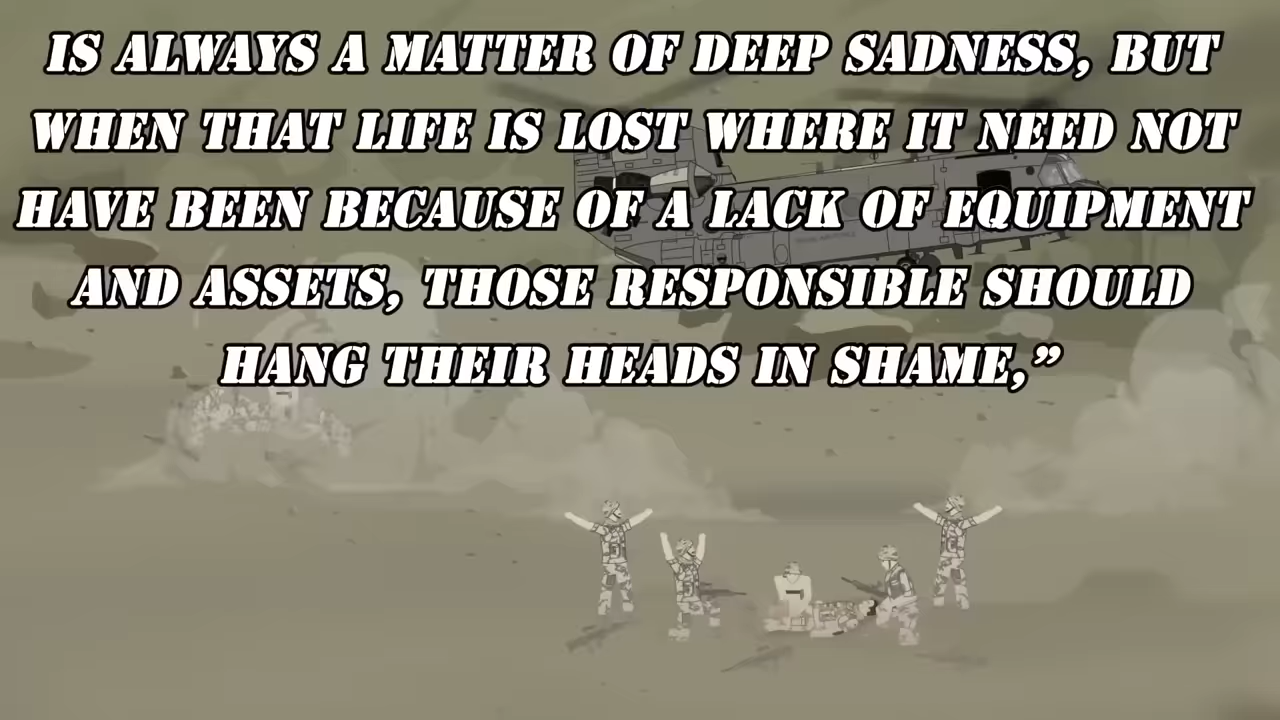 IS ALWAYS A MATTER OF DEEP SADNESS, BUT
WHEN THAT LIFE IS LOST WHERE IT NEED NOT
HAVE BEEN BECAUSE OF A LACK OF EQUIPMENT
AND ASSETS, THOSE RESPONSIBLE SHOULD
HANG THEIR HEADS IN SHAME,”